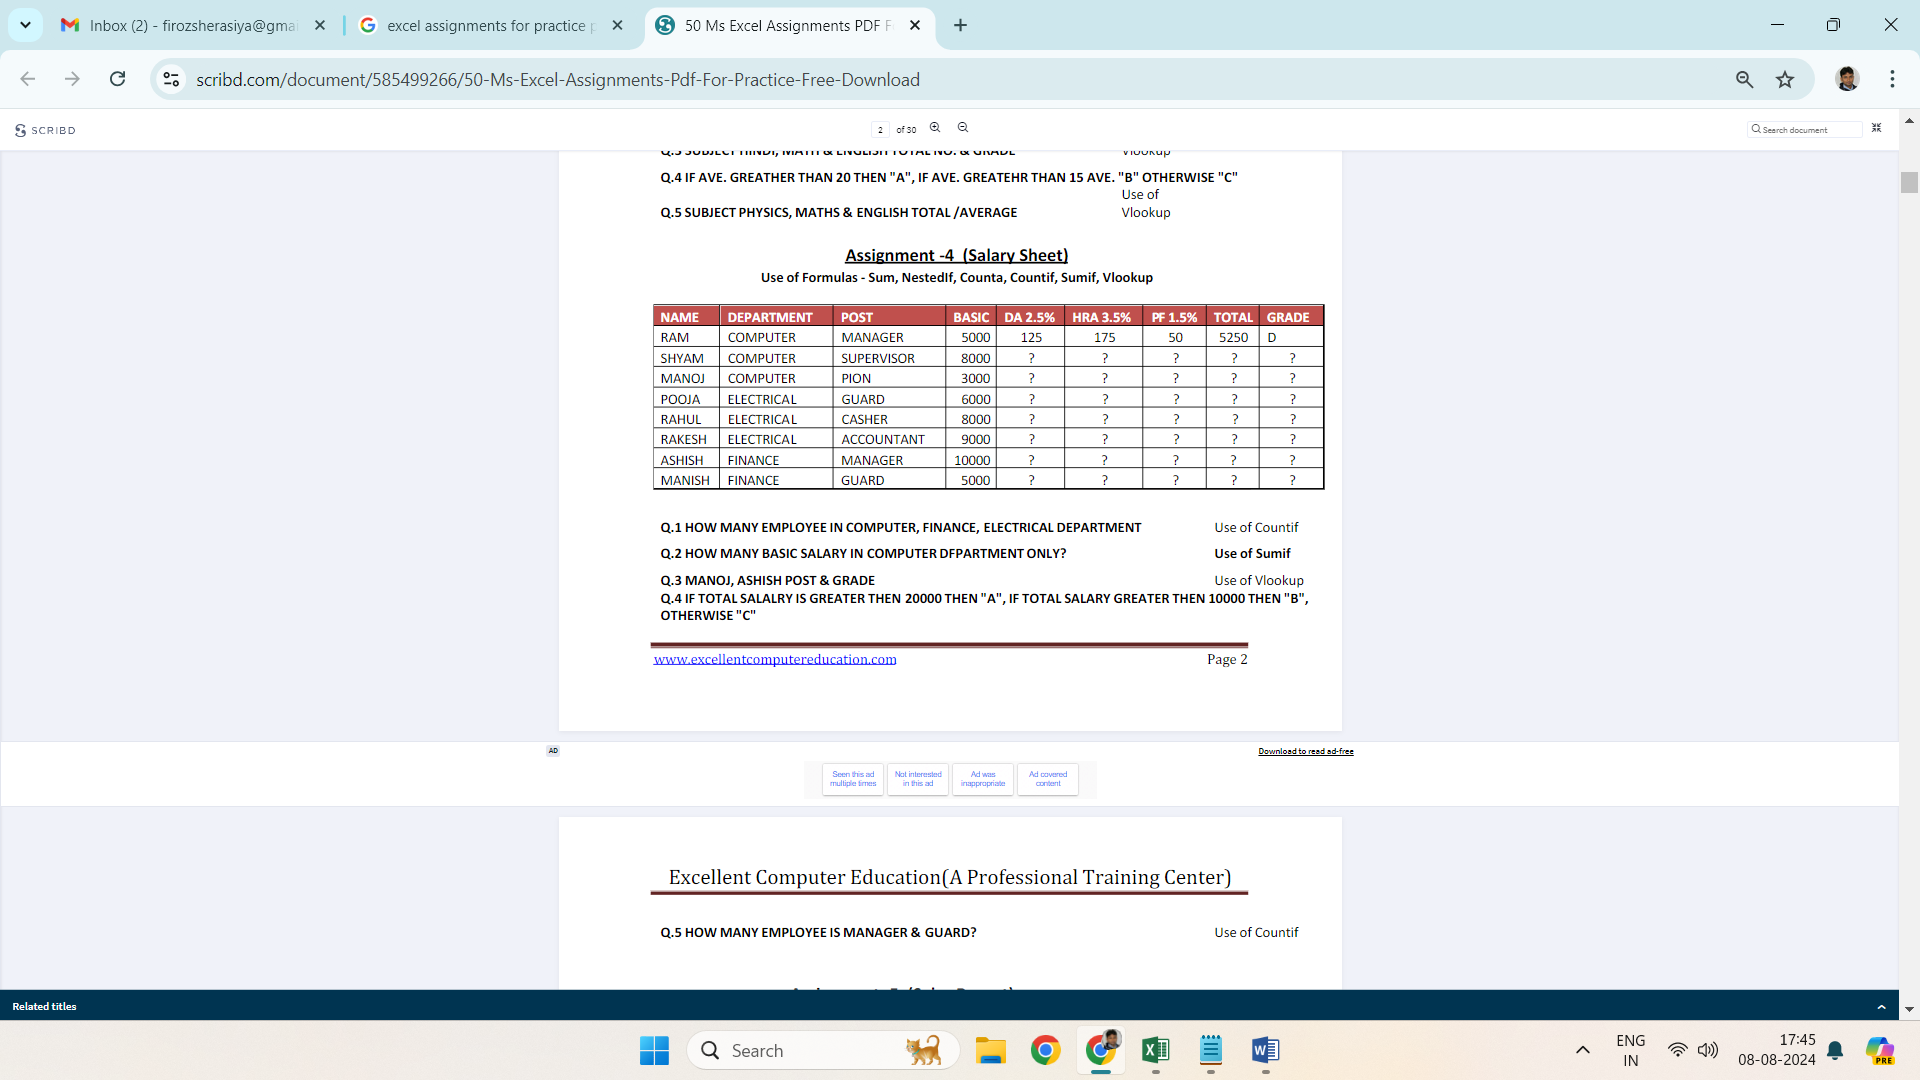 Inbox (2) - firozsherasiya@gma
excel assignments for practice p
50 Ms Excel Assignments PDF F
scribd.com/document/585499266/50-Ms-Excel-Assignments-Pdf-For-Practice-Free-Download
SCRIBD
2 of 30
Search document
Q.3 SUBJECT HINDI, MATH & ENGLISH TOTAL NO. & GRADE Vlookup
Q.4 IF AVE. GREATHER THAN 20 THEN "A", IF AVE. GREATEHR THAN 15 AVE. "B" OTHERWISE "C"
Use of
Q.5 SUBJECT PHYSICS, MATHS & ENGLISH TOTAL /AVERAGE Vlookup
Assignment -4 (Salary Sheet)
Use of Formulas - Sum, NestedIf, Counta, Countif, Sumif, Vlookup
NAME DEPARTMENT POST BASIC DA 2.5% HRA 3.5% PF 1.5% TOTAL GRADE
RAM COMPUTER MANAGER 5000 125 175 50 5250 D
SHYAM COMPUTER SUPERVISOR 8000 ? ? ? ? ?
MANOJ COMPUTER PION 3000 ? ? ? ? ?
POOJA ELECTRICAL GUARD 6000 ? ? ? ? ?
RAHUL ELECTRICAL CASHER 8000 ? ? ? ? ?
RAKESH ELECTRICAL ACCOUNTANT 9000 ? ? ? ? ?
ASHISH FINANCE MANAGER 10000 ? ? ? ? ?
MANISH FINANCE GUARD 5000 ? ? ? ? ?
Q.1 HOW MANY EMPLOYEE IN COMPUTER, FINANCE, ELECTRICAL DEPARTMENT Use of Countif
Q.2 HOW MANY BASIC SALARY IN COMPUTER DFPARTMENT ONLY? Use of Sumif
Q.3 MANOJ, ASHISH POST & GRADE Use of Vlookup
Q.4 IF TOTAL SALALRY IS GREATER THEN 20000 THEN "A", IF TOTAL SALARY GREATER THEN 10000 THEN "B",
OTHERWISE "C"
www.excellentcomputereducation.com Page 2
AD
Download to read ad-free
Seen this ad multiple times
Not interested in this ad
Ad was inappropriate
Ad covered content
Excellent Computer Education(A Professional Training Center)
Q.5 HOW MANY EMPLOYEE IS MANAGER & GUARD? Use of Countif
Related titles
Search
ENG
IN
17:45
08-08-2024
PRE